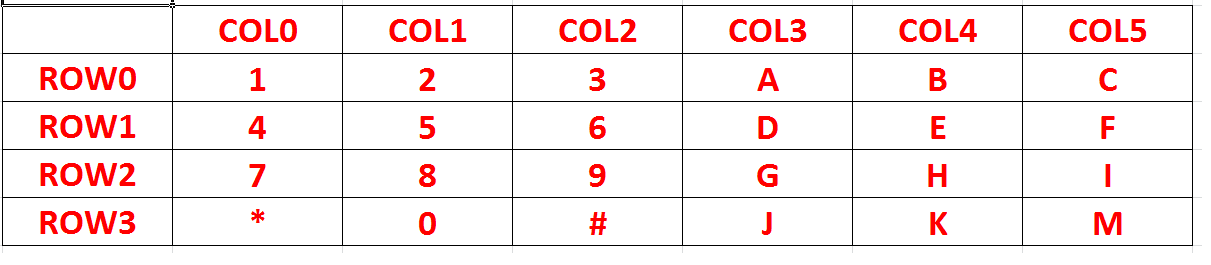 COL0 COL1 COL2 COL3 COL4 COL5
ROW0 1 2 3 A B C
ROW1 4 5 6 D E F
ROW2 7 8 9 G H I
ROW3 * 0 # J K M